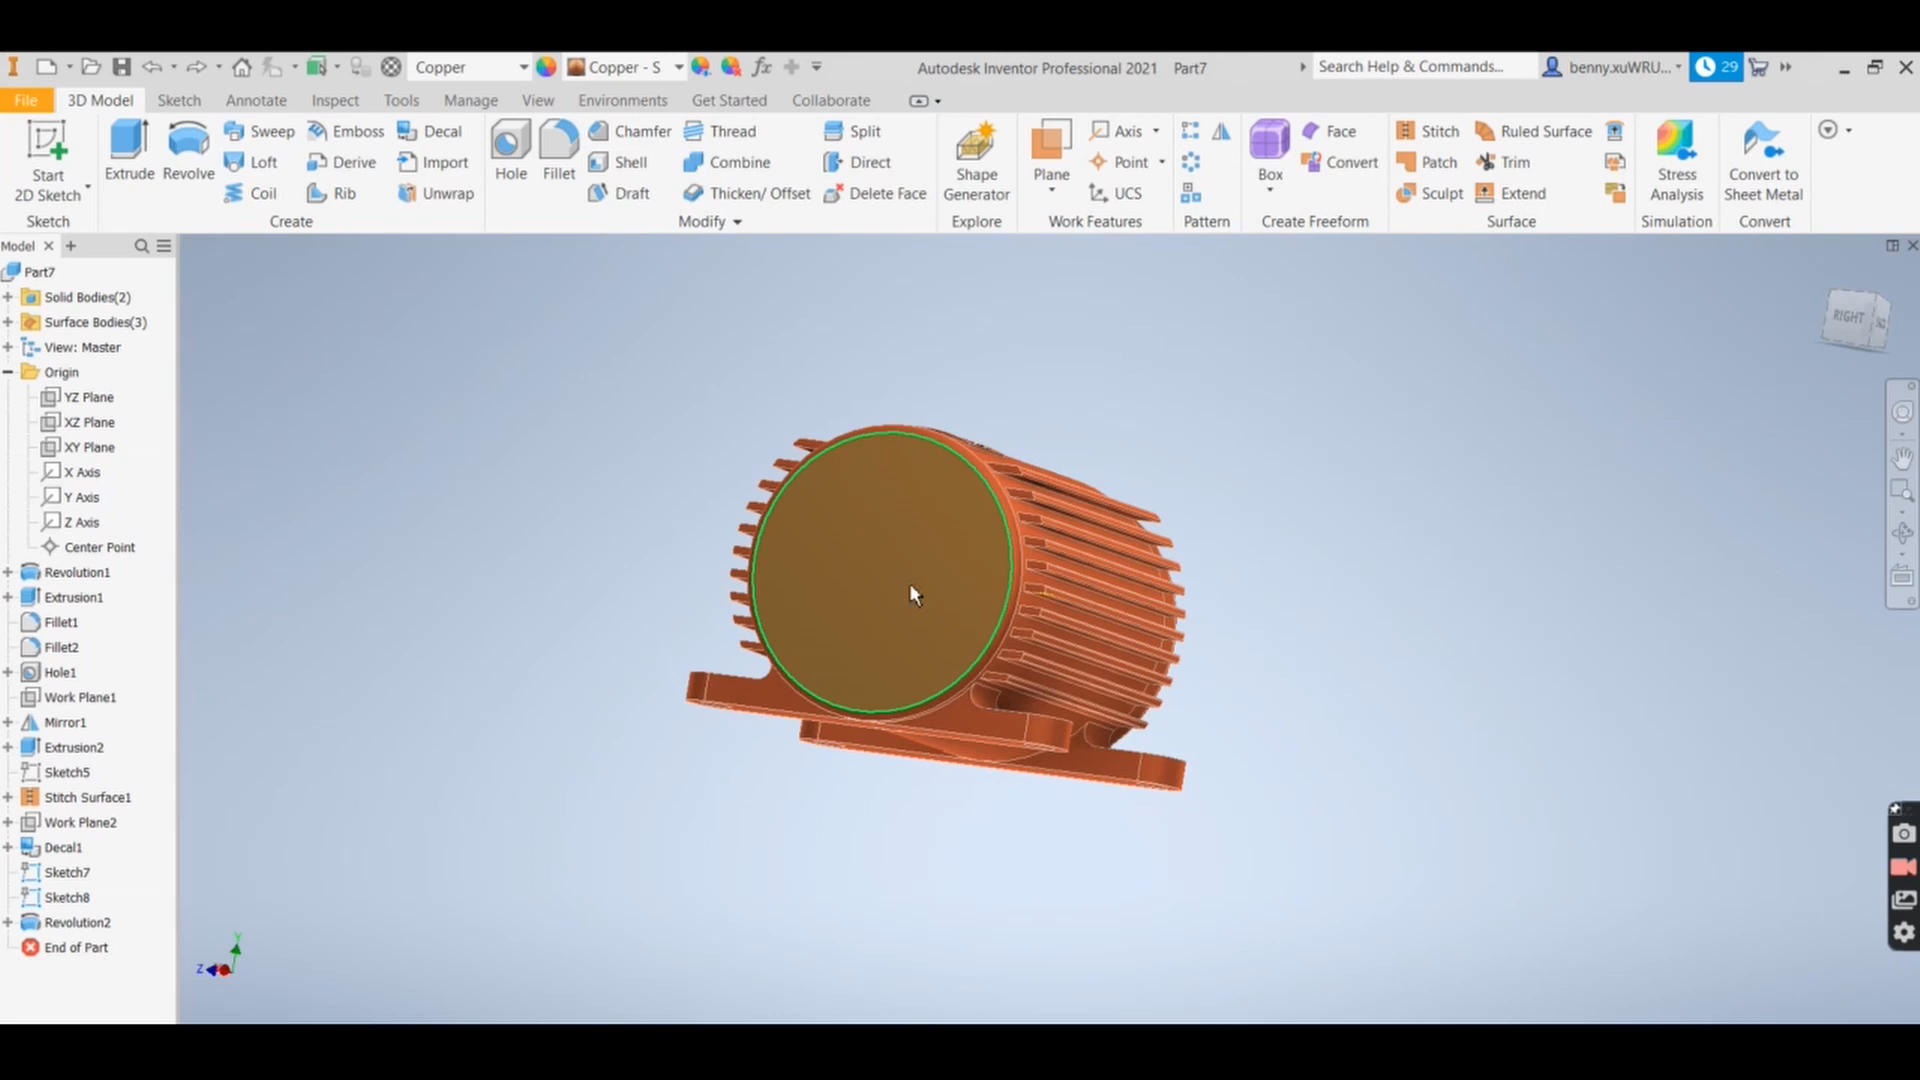 Copper
Copper - S
Autodesk Inventor Professional 2021 Part7
Search Help & Commands...
benny.xuWRU...
29
File 3D Model Sketch Annotate Inspect Tools Manage View Environments Get Started Collaborate
Start
2D Sketch
Sketch
Extrude
Revolve
Sweep
Emboss
Decal
Loft
Derive
Import
Coil
Rib
Unwrap
Create
Hole
Fillet
Chamfer
Thread
Split
Shell
Combine
Direct
Draft
Thicken/ Offset
Delete Face
Modify
Shape
Generator
Explore
Plane
Axis
Point
UCS
Work Features
Pattern
Box
Face
Convert
Create Freeform
Stitch
Ruled Surface
Patch
Trim
Sculpt
Extend
Surface
Stress
Analysis
Simulation
Convert to
Sheet Metal
Convert
Model
Part7
Solid Bodies(2)
Surface Bodies(3)
View: Master
Origin
YZ Plane
XZ Plane
XY Plane
X Axis
Y Axis
Z Axis
Center Point
Revolution1
Extrusion1
Fillet1
Fillet2
Hole1
Work Plane1
Mirror1
Extrusion2
Sketch5
Stitch Surface1
Work Plane2
Decal1
Sketch7
Sketch8
Revolution2
End of Part
RIGHT
Y
Z